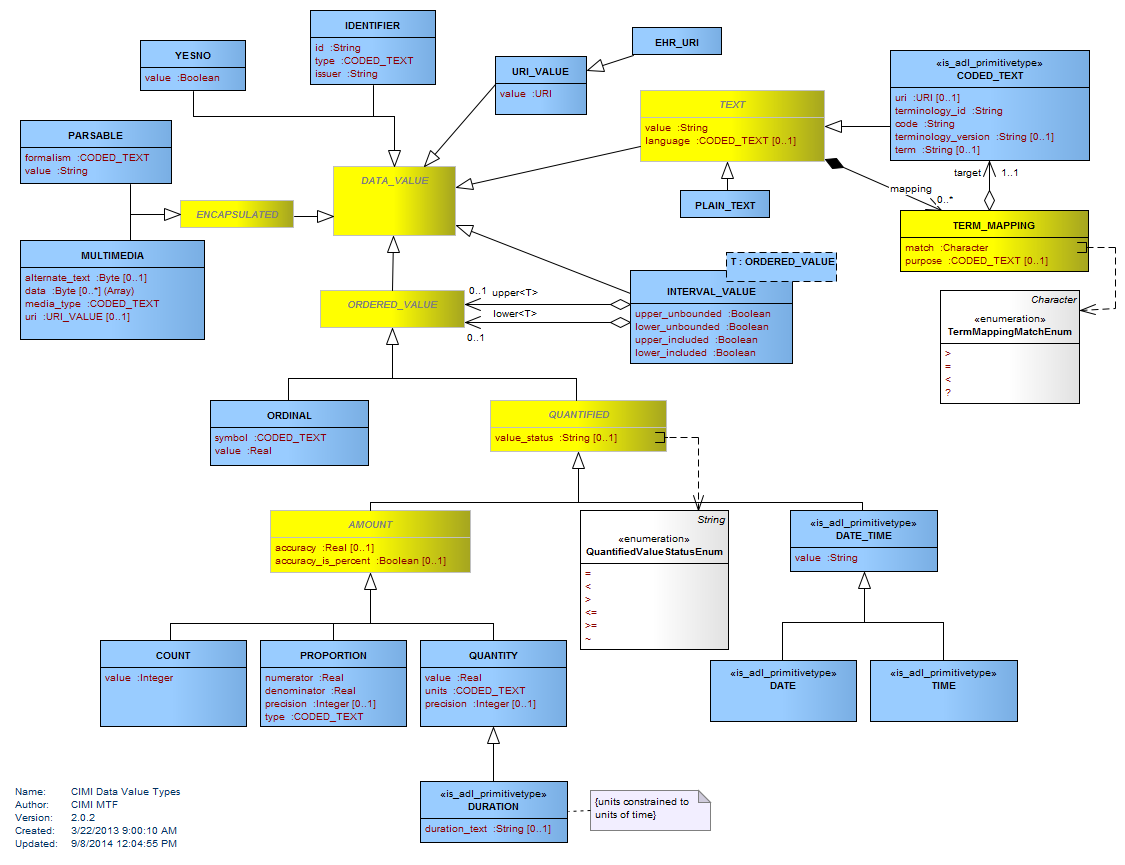 IDENTIFIER
id :String
type :CODED_TEXT
issuer :String
YESNO
value :Boolean
EHR_URI
URI_VALUE
value :URI
«is_adl_primitivetype»
CODED_TEXT
uri :URI [0..1]
terminology_id :String
code :String
terminology_version :String [0..1]
term :String [0..1]
TEXT
value :String
language :CODED_TEXT [0..1]
PARSABLE
formalism :CODED_TEXT
value :String
DATA_VALUE
target
1..1
mapping
0..*
PLAIN_TEXT
ENCAPSULATED
TERM_MAPPING
match :Character
purpose :CODED_TEXT [0..1]
MULTIMEDIA
alternate_text :Byte [0..1]
data :Byte [0..*] (Array)
media_type :CODED_TEXT
uri :URI_VALUE [0..1]
T : ORDERED_VALUE
INTERVAL_VALUE
upper_unbounded :Boolean
lower_unbounded :Boolean
upper_included :Boolean
lower_included :Boolean
ORDERED_VALUE
0..1
upper<T>
lower<T>
0..1
Character
«enumeration»
TermMappingMatchEnum
>
=
<
?
ORDINAL
symbol :CODED_TEXT
value :Real
QUANTIFIED
value_status :String [0..1]
AMOUNT
accuracy :Real [0..1]
accuracy_is_percent :Boolean [0..1]
String
«enumeration»
QuantifiedValueStatusEnum
=
<
>
<=
>=
~
«is_adl_primitivetype»
DATE_TIME
value :String
COUNT
value :Integer
PROPORTION
numerator :Real
denominator :Real
precision :Integer [0..1]
type :CODED_TEXT
QUANTITY
value :Real
units :CODED_TEXT
precision :Integer [0..1]
«is_adl_primitivetype»
DATE
«is_adl_primitivetype»
TIME
«is_adl_primitivetype»
DURATION
duration_text :String [0..1]
{units constrained to
units of time}
Name: CIMI Data Value Types
Author: CIMI MTF
Version: 2.0.2
Created: 3/22/2013 9:00:10 AM
Updated: 9/8/2014 12:04:55 PM